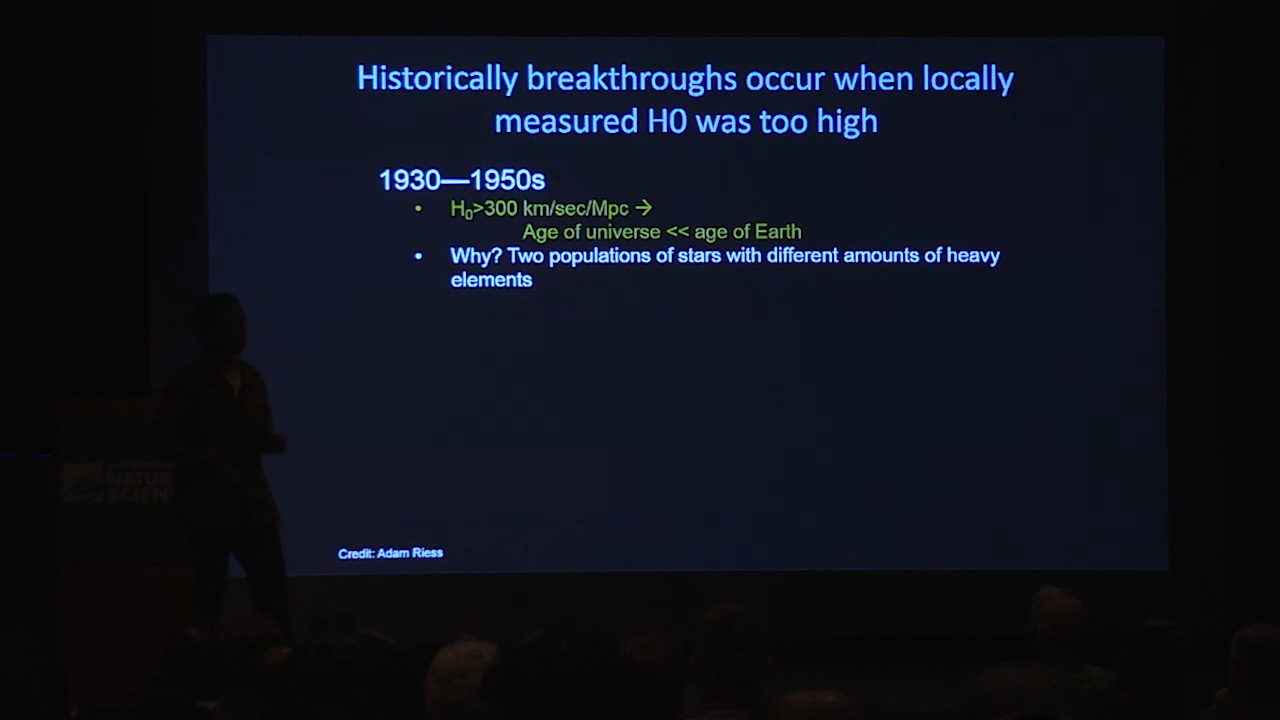 Historically breakthroughs occur when locally
measured H0 was too high
1930—1950s
• H₀>300 km/sec/Mpc →
Age of universe << age of Earth
• Why? Two populations of stars with different amounts of heavy
elements
Credit: Adam Riess